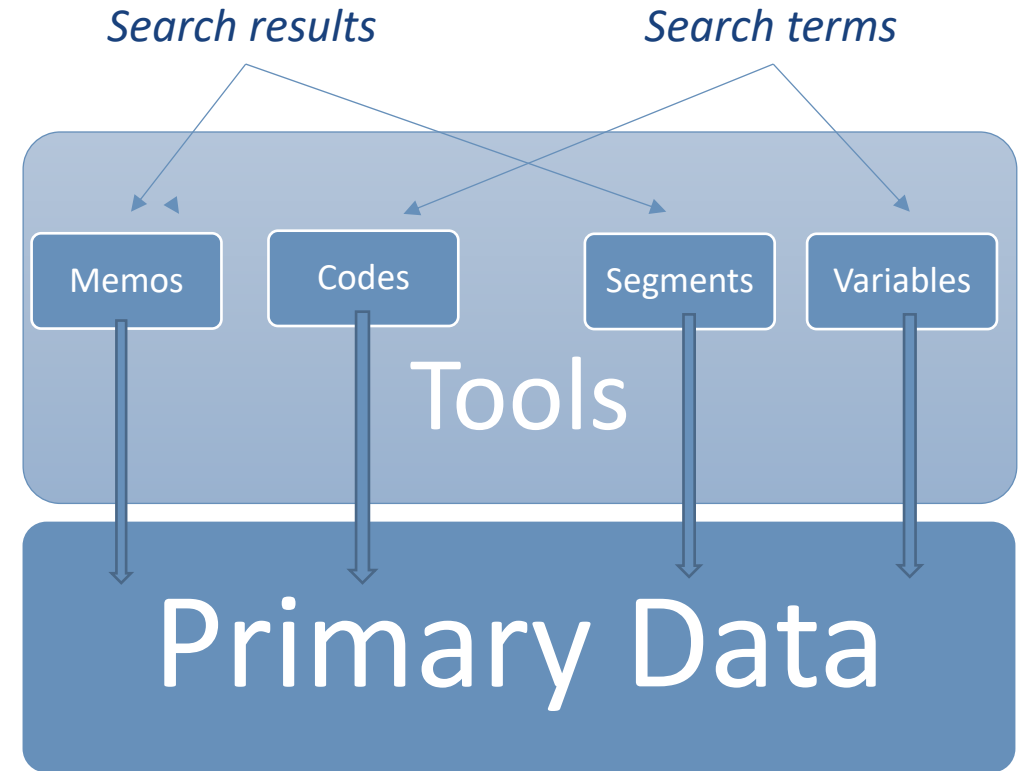 Search results
Search terms
Memos
Codes
Segments
Variables
Tools
Primary Data